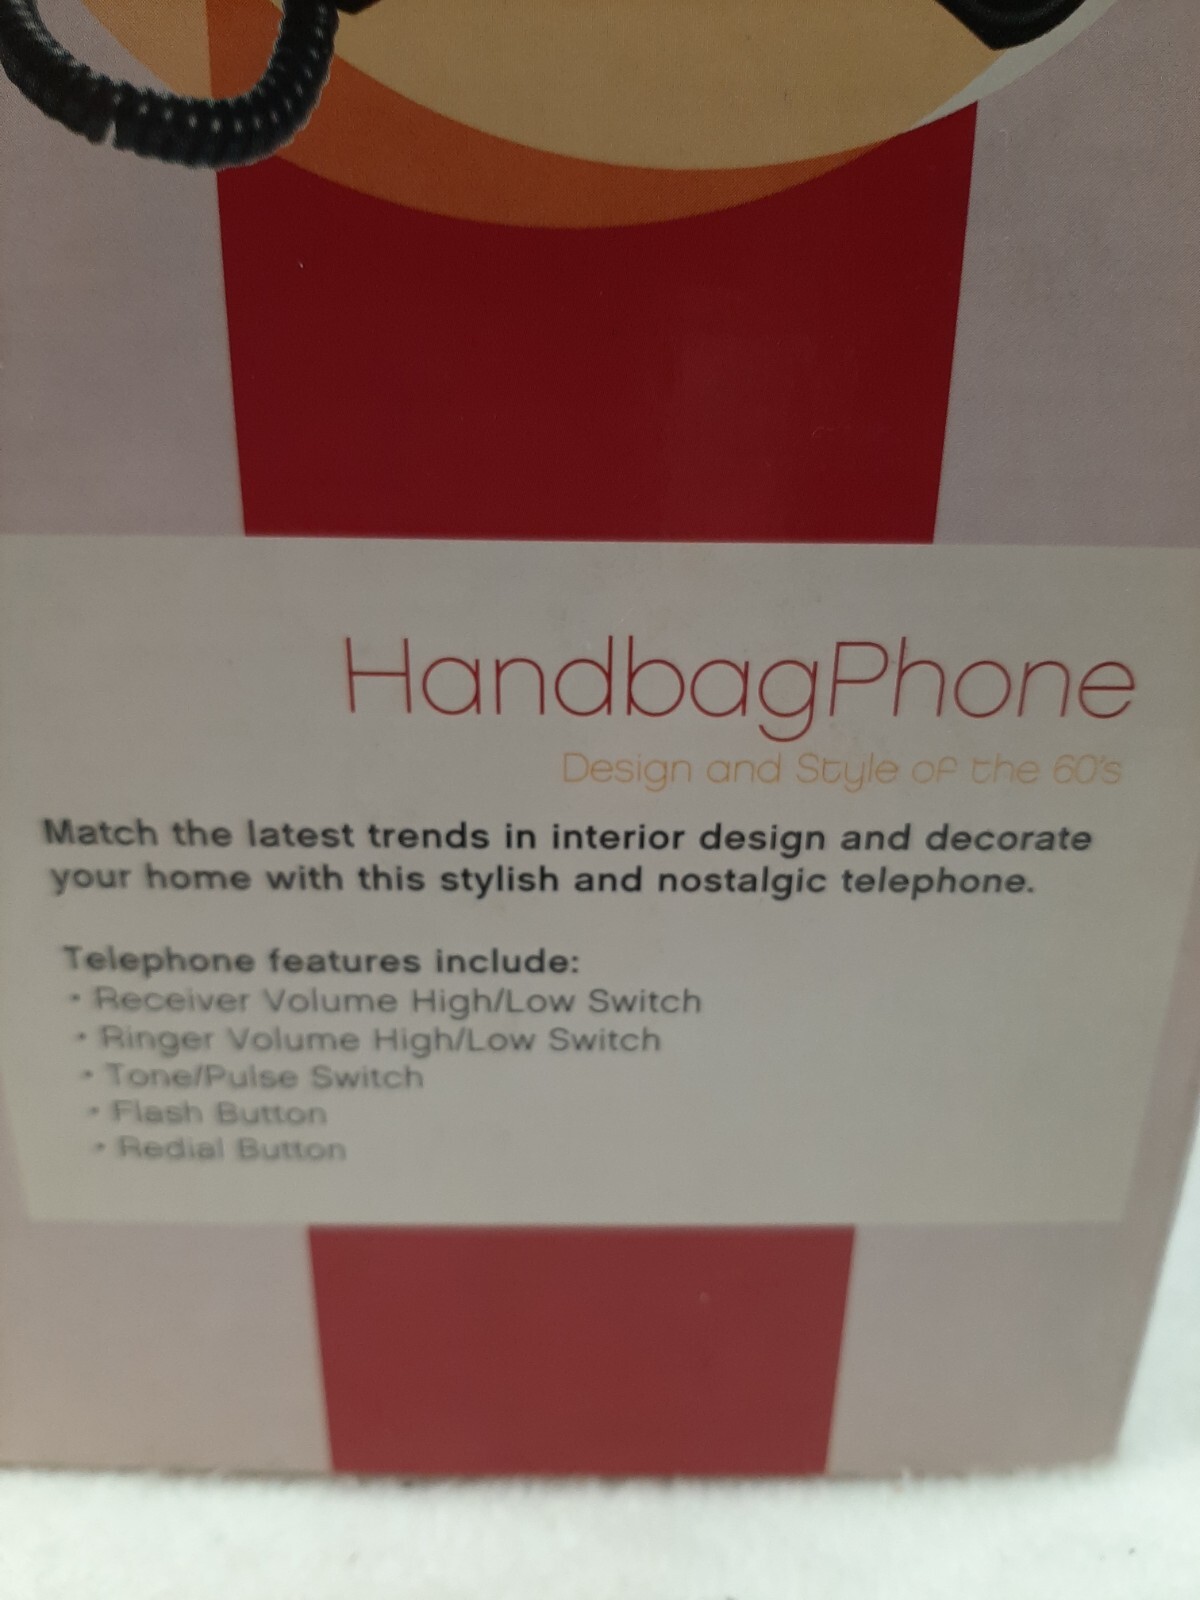 HandbagPhone
Design and Style of the 60's
Match the latest trends in interior design and decorate
your home with this stylish and nostalgic telephone.
Telephone features include:
• Receiver Volume High/Low Switch
• Ringer Volume High/Low Switch
• Tone/Pulse Switch
• Flash Button
• Redial Button